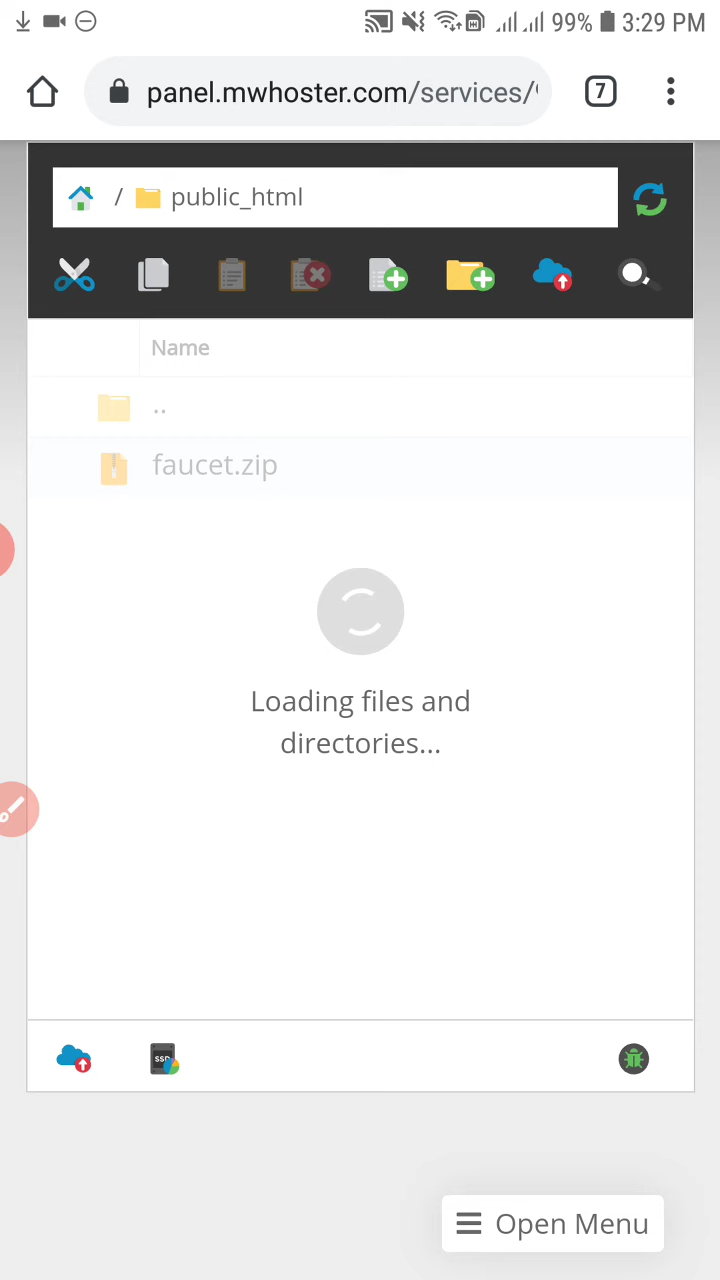 99% 3:29 PM
panel.mwhoster.com/services/
7
/ public_html
Name
..
faucet.zip
Loading files and
directories...
SSD
Open Menu